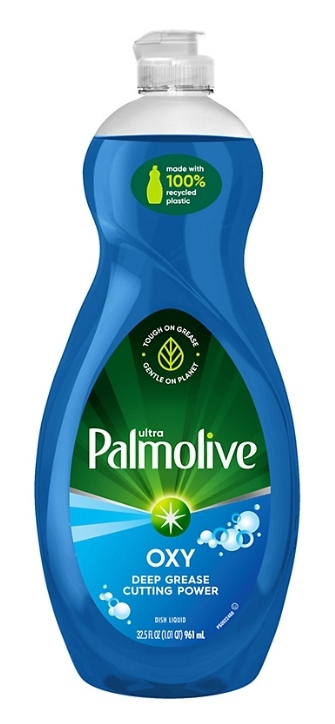 made with
100%
recycled
plastic
TOUGH ON GREASE
GENTLE ON PLANET
ultra
Palmolive
OXY
DEEP GREASE
CUTTING POWER
DISH LIQUID
32.5 FL OZ (1.01 QT) 961 mL